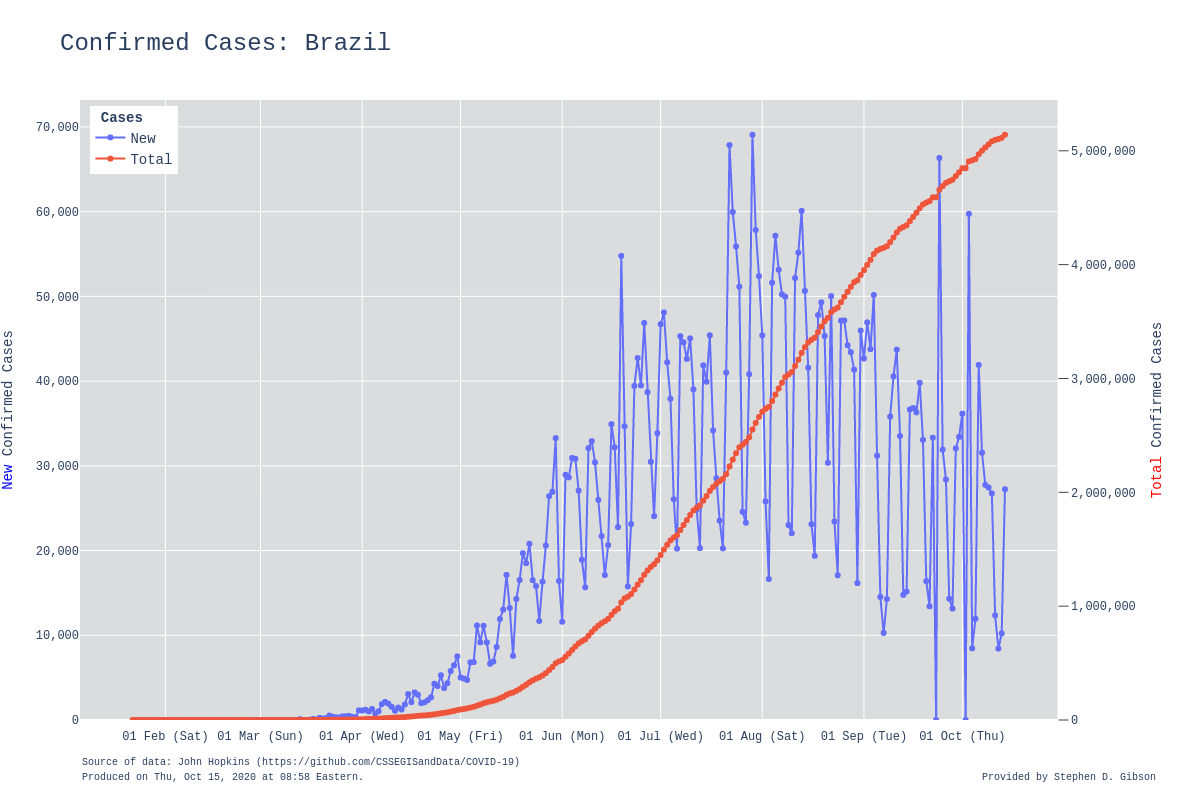 Confirmed Cases: Brazil
Cases
New
Total
70,000
60,000
50,000
40,000
30,000
20,000
10,000
0
5,000,000
4,000,000
3,000,000
2,000,000
1,000,000
0
New Confirmed Cases
Total Confirmed Cases
01 Feb (Sat) 01 Mar (Sun) 01 Apr (Wed) 01 May (Fri) 01 Jun (Mon) 01 Jul (Wed) 01 Aug (Sat) 01 Sep (Tue) 01 Oct (Thu)
Source of data: John Hopkins (https://github.com/CSSEGISandData/COVID-19)
Produced on Thu, Oct 15, 2020 at 08:58 Eastern.
Provided by Stephen D. Gibson